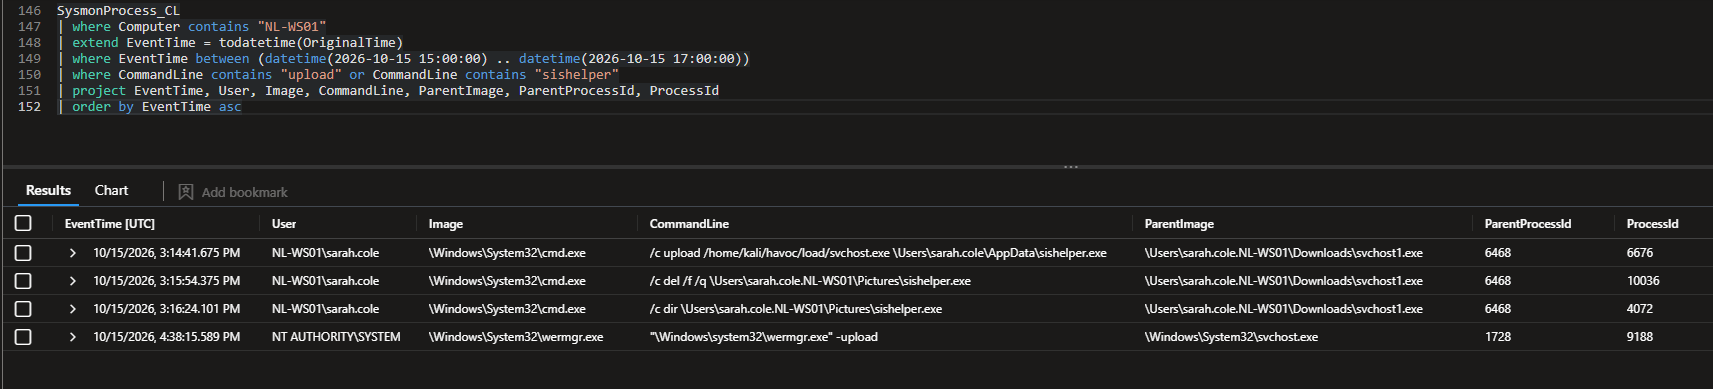 146 SysmonProcess_CL
147 | where Computer contains "NL-WS01"
148 | extend EventTime = todatetime(OriginalTime)
149 | where EventTime between (datetime(2026-10-15 15:00:00) .. datetime(2026-10-15 17:00:00))
150 | where CommandLine contains "upload" or CommandLine contains "sishelper"
151 | project EventTime, User, Image, CommandLine, ParentImage, ParentProcessId, ProcessId
152 | order by EventTime asc
Results Chart Add bookmark
EventTime [UTC] User Image CommandLine ParentImage ParentProcessId ProcessId
10/15/2026, 3:14:41.675 PM NL-WS01\sarah.cole \Windows\System32\cmd.exe /c upload /home/kali/havoc/load/svchost.exe \Users\sarah.cole\AppData\sishelper.exe \Users\sarah.cole.NL-WS01\Downloads\svchost1.exe 6468 6676
10/15/2026, 3:15:54.375 PM NL-WS01\sarah.cole \Windows\System32\cmd.exe /c del /f /q \Users\sarah.cole.NL-WS01\Pictures\sishelper.exe \Users\sarah.cole.NL-WS01\Downloads\svchost1.exe 6468 10036
10/15/2026, 3:16:24.101 PM NL-WS01\sarah.cole \Windows\System32\cmd.exe /c dir \Users\sarah.cole.NL-WS01\Pictures\sishelper.exe \Users\sarah.cole.NL-WS01\Downloads\svchost1.exe 6468 4072
10/15/2026, 4:38:15.589 PM NT AUTHORITY\SYSTEM \Windows\System32\wermgr.exe "\Windows\system32\wermgr.exe" -upload \Windows\System32\svchost.exe 1728 9188